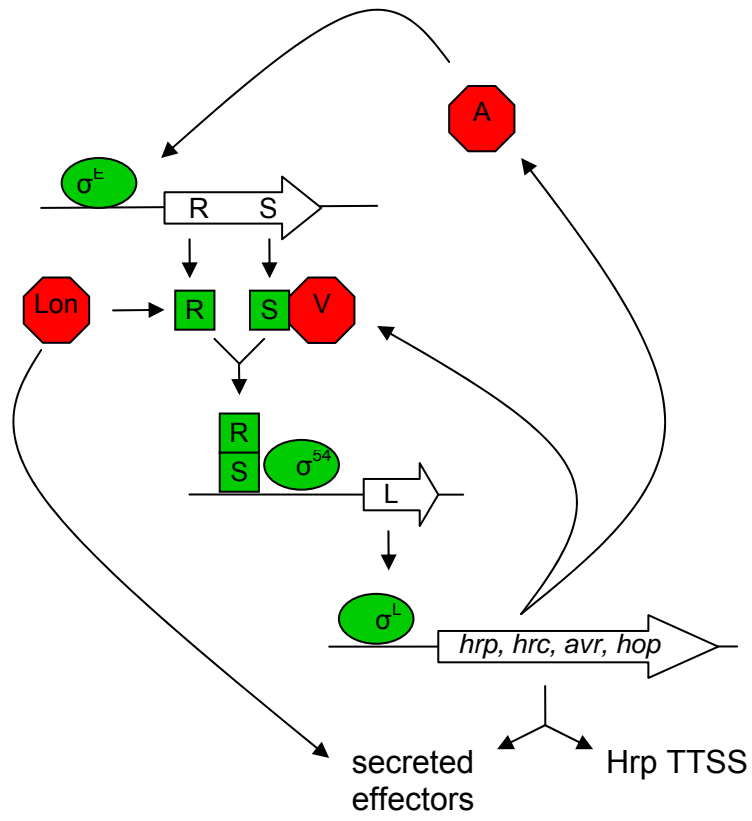 A
σE
R S
Lon
R
S
V
R
S
σ54
L
σL
hrp, hrc, avr, hop
secreted
effectors
Hrp TTSS